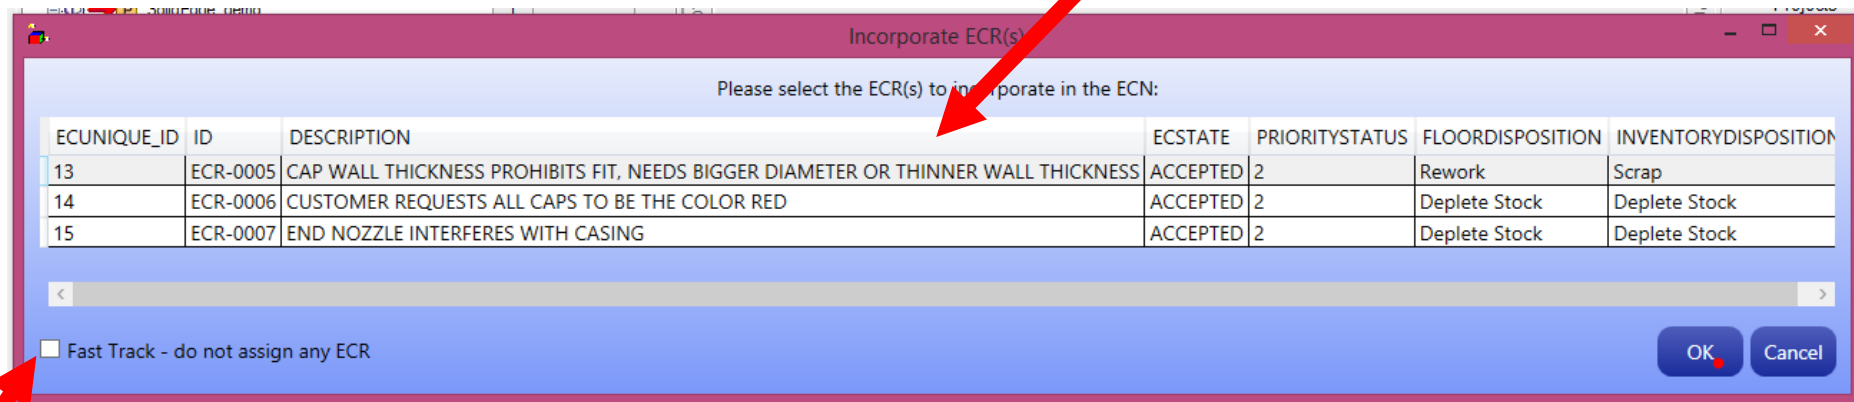 SolidEdge demo
Projects
Incorporate ECR(s)
Please select the ECR(s) to incorporate in the ECN:
ECUNIQUE_ID ID DESCRIPTION ECSTATE PRIORITYSTATUS FLOORDISPOSITION INVENTORYDISPOSITION
13 ECR-0005 CAP WALL THICKNESS PROHIBITS FIT, NEEDS BIGGER DIAMETER OR THINNER WALL THICKNESS ACCEPTED 2 Rework Scrap
14 ECR-0006 CUSTOMER REQUESTS ALL CAPS TO BE THE COLOR RED ACCEPTED 2 Deplete Stock Deplete Stock
15 ECR-0007 END NOZZLE INTERFERES WITH CASING ACCEPTED 2 Deplete Stock Deplete Stock
Fast Track - do not assign any ECR
OK Cancel